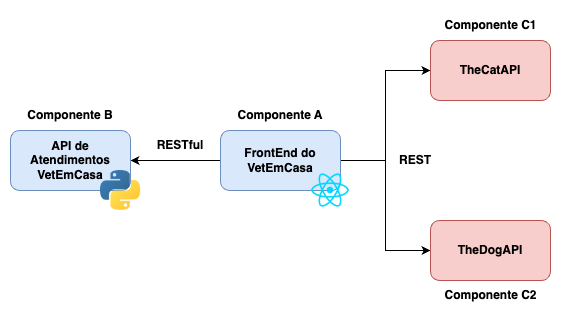 Componente C1
TheCatAPI
Componente B
Componente A
API de
Atendimentos
VetEmCasa
RESTful
FrontEnd do
VetEmCasa
REST
TheDogAPI
Componente C2